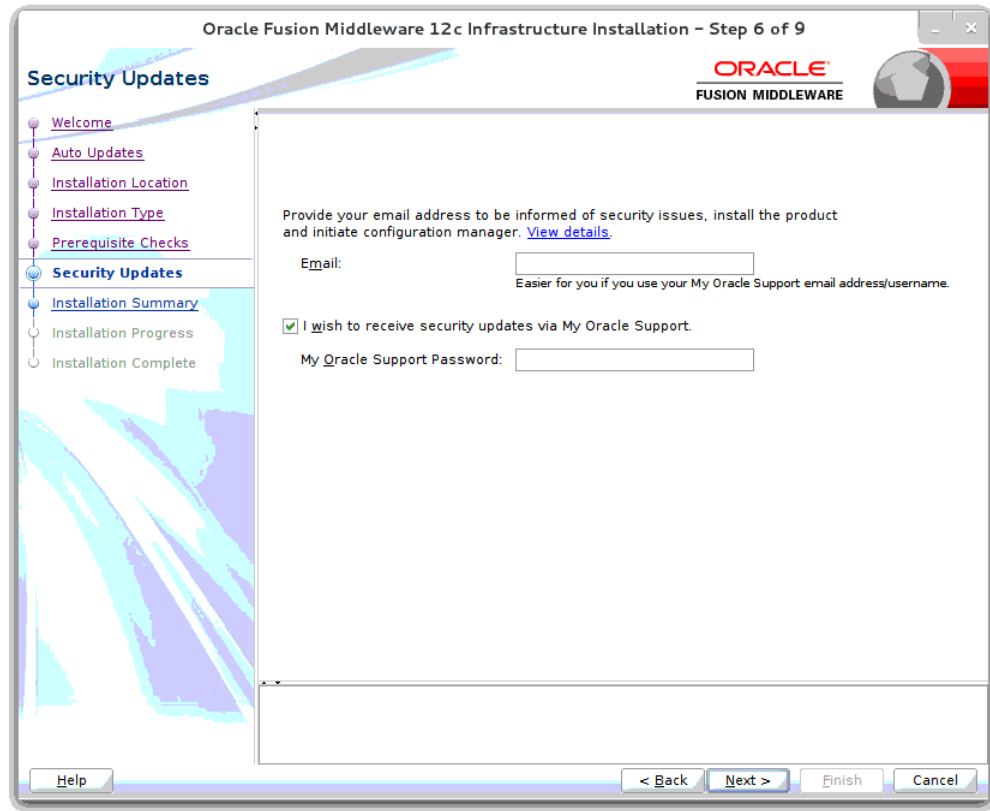 Oracle Fusion Middleware 12c Infrastructure Installation – Step 6 of 9
Security Updates
ORACLE®
FUSION MIDDLEWARE
Welcome
Auto Updates
Installation Location
Installation Type
Prerequisite Checks
Security Updates
Installation Summary
Installation Progress
Installation Complete
Provide your email address to be informed of security issues, install the product
and initiate configuration manager. View details.
Email:
Easier for you if you use your My Oracle Support email address/username.
I wish to receive security updates via My Oracle Support.
My Oracle Support Password:
Help
< Back
Next >
Finish
Cancel